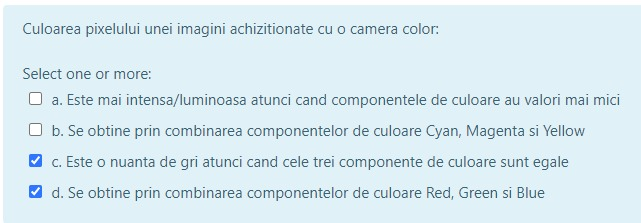 Culoarea pixelului unei imagini achizitionate cu o camera color:
Select one or more:
a. Este mai intensa/luminoasa atunci cand componentele de culoare au valori mai mici
b. Se obtine prin combinarea componentelor de culoare Cyan, Magenta si Yellow
c. Este o nuanta de gri atunci cand cele trei componente de culoare sunt egale
d. Se obtine prin combinarea componentelor de culoare Red, Green si Blue